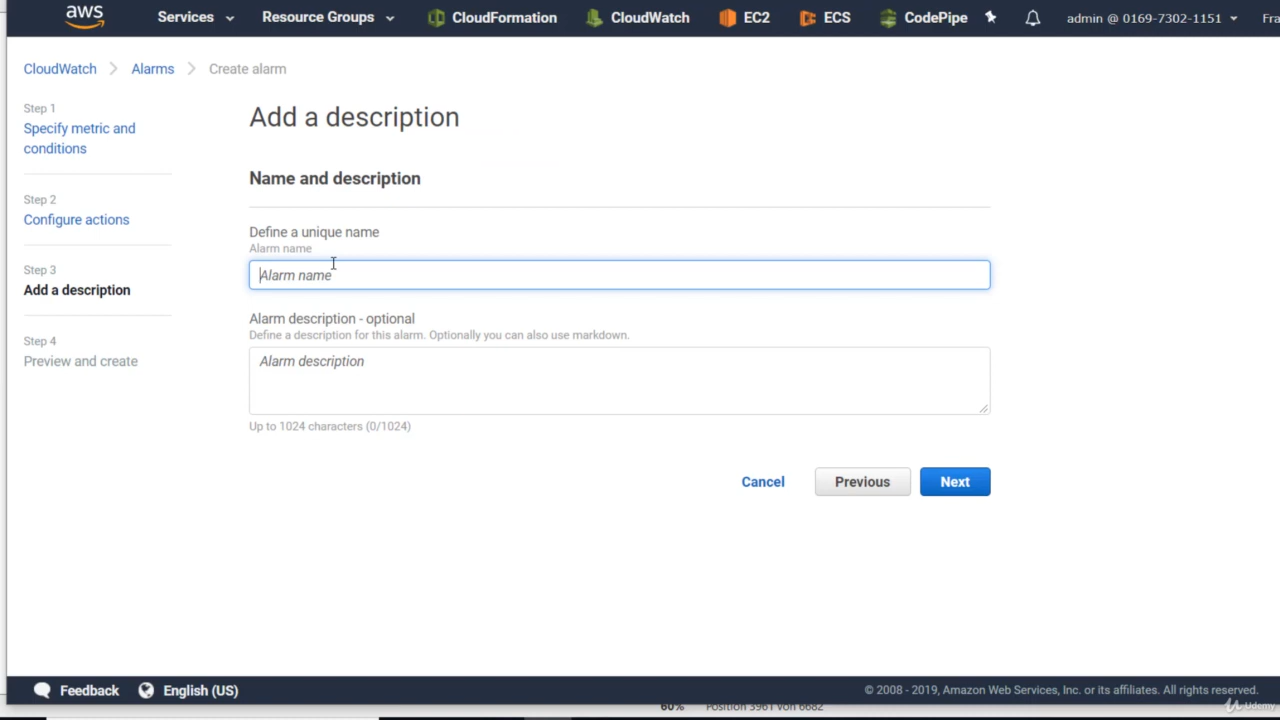 aws Services Resource Groups CloudFormation CloudWatch EC2 ECS CodePipe admin @ 0169-7302-1151 Fra
CloudWatch Alarms Create alarm
Step 1
Specify metric and
conditions
Step 2
Configure actions
Step 3
Add a description
Step 4
Preview and create
Add a description
Name and description
Define a unique name
Alarm name
Alarm name
Alarm description - optional
Define a description for this alarm. Optionally you can also use markdown.
Alarm description
Up to 1024 characters (0/1024)
Cancel Previous Next
Feedback English (US) © 2008 - 2019, Amazon Web Services, Inc. or its affiliates. All rights reserved.
60% Position 3961 von 6682
Udemy